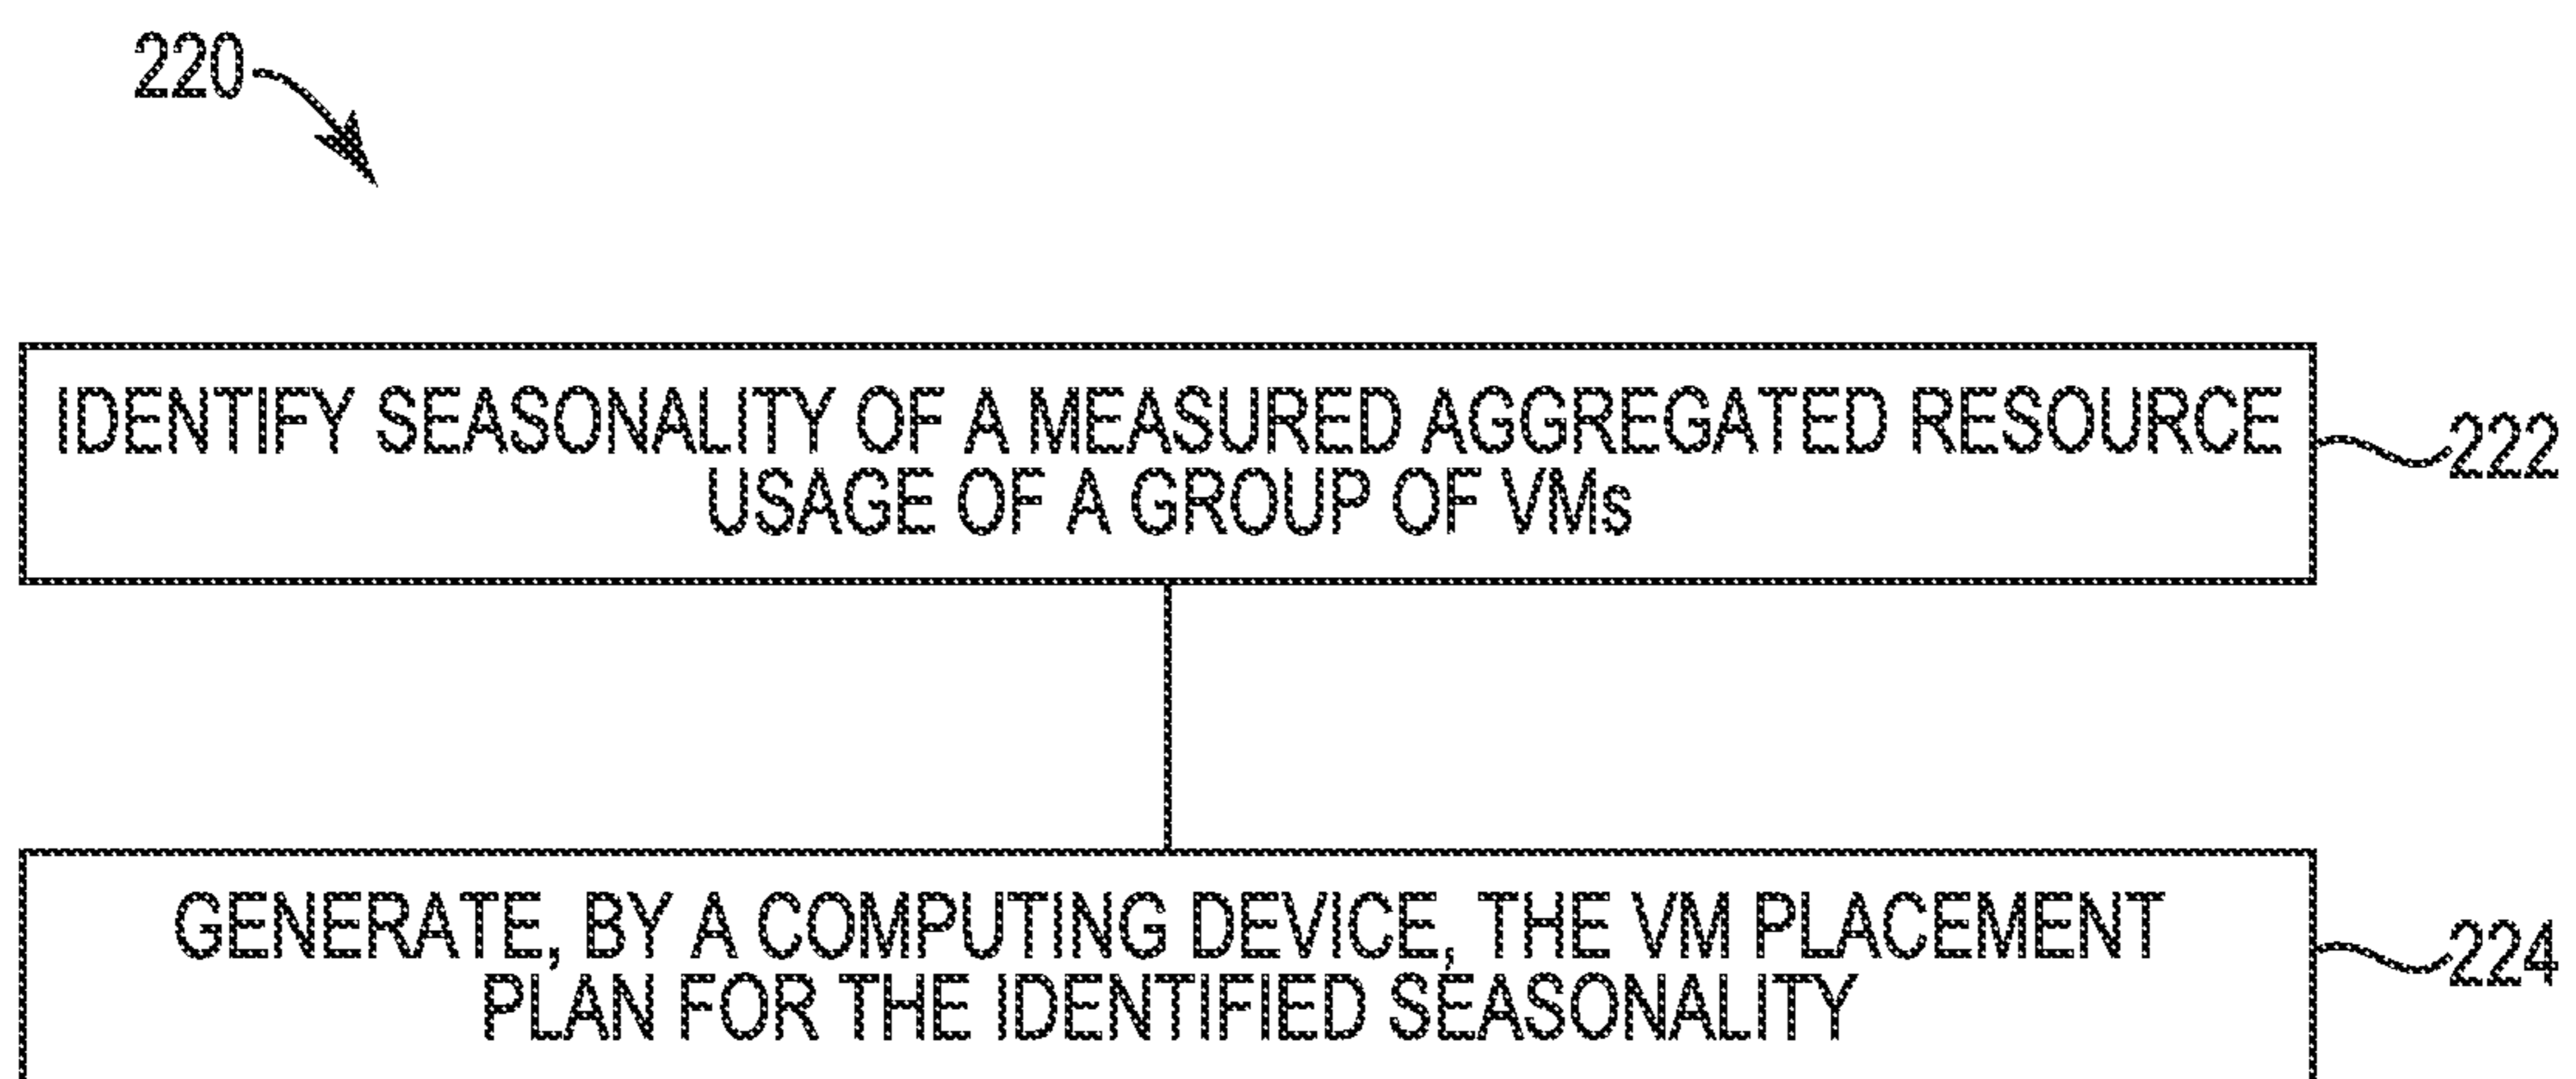 220
IDENTIFY SEASONALITY OF A MEASURED AGGREGATED RESOURCE
USAGE OF A GROUP OF VMs
222
GENERATE, BY A COMPUTING DEVICE, THE VM PLACEMENT
PLAN FOR THE IDENTIFIED SEASONALITY
224